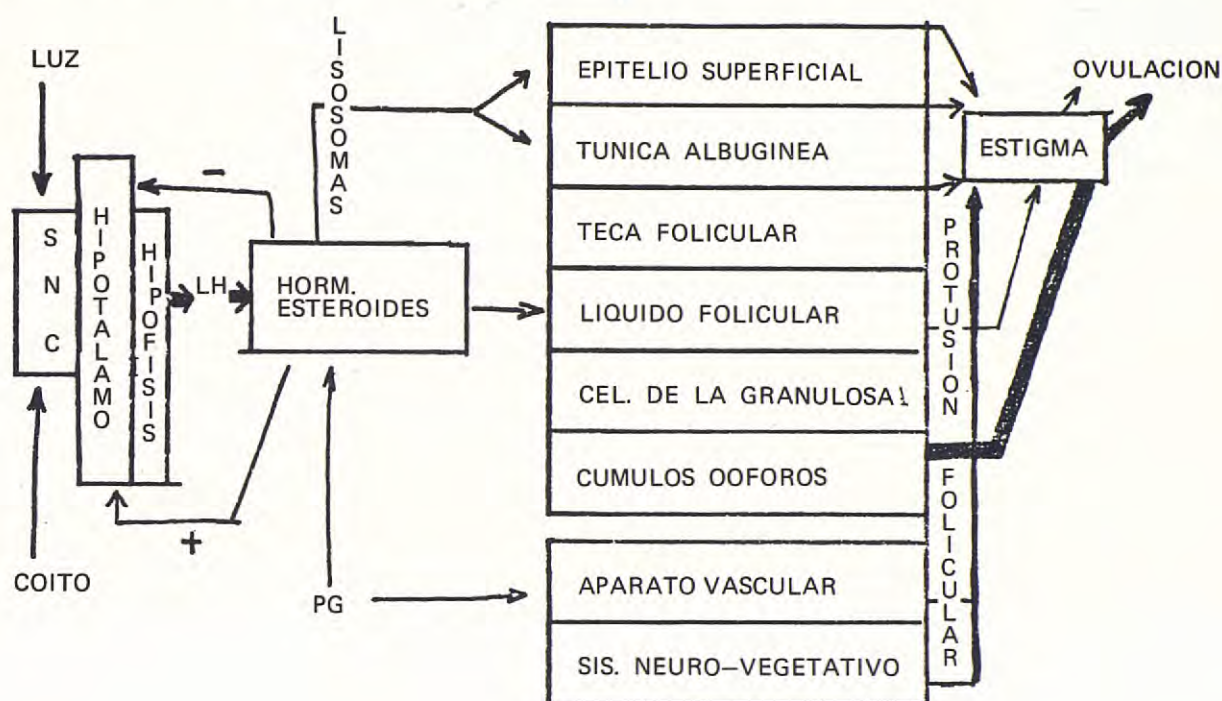 LUZ
LISOSOMAS
EPITELIO SUPERFICIAL
OVULACION
TUNICA ALBUGINEA
ESTIGMA
-
S N C
HIPOTALAMO
HIPOFISIS
LH
HORM.
ESTEROIDES
TECA FOLICULAR
LIQUIDO FOLICULAR
CEL. DE LA GRANULOSA
CUMULOS OOFOROS
PROTUSION FOLICULAR
+
COITO
PG
APARATO VASCULAR
SIS. NEURO-VEGETATIVO